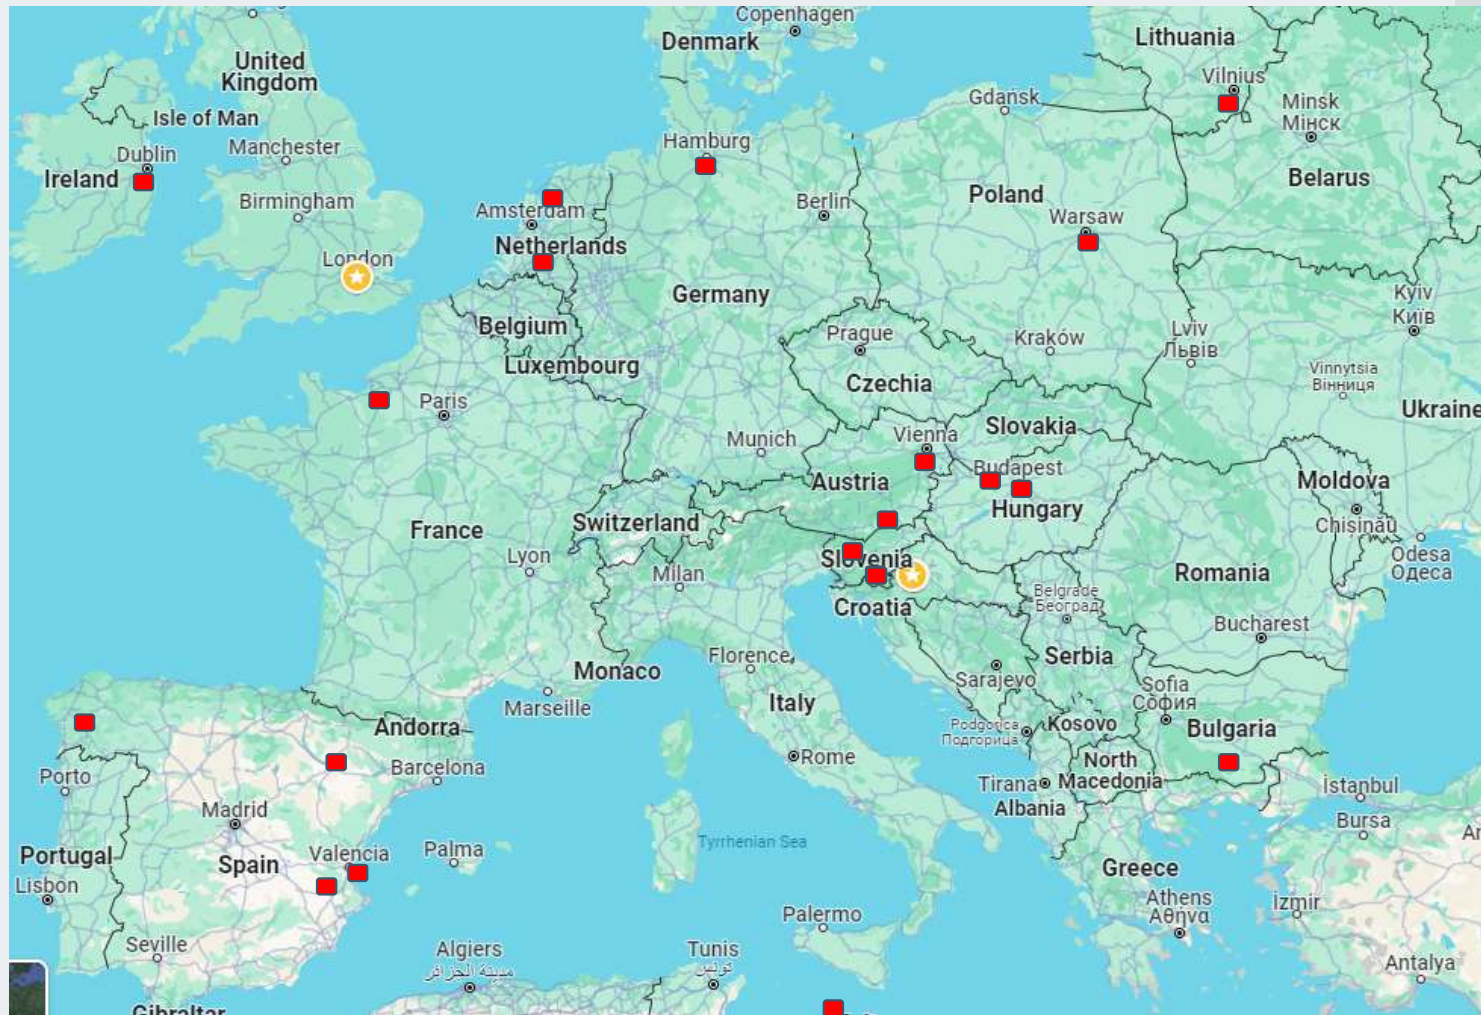 Copenhagen
Denmark
Lithuania
United
Kingdom
Vilnius
Gdańsk
Minsk
Мінск
Isle of Man
Hamburg
Manchester
Dublin
Ireland
Belarus
Birmingham
Berlin
Poland
Amsterdam
Warsaw
Netherlands
London
Germany
Kyiv
Київ
Belgium
Prague
Kraków
Lviv
Львів
Luxembourg
Vinnytsia
Вінниця
Czechia
Paris
Ukraine
Slovakia
Munich
Vienna
Budapest
Austria
Moldova
Hungary
Chișinău
France
Switzerland
Odesa
Одеса
Lyon
Slovenia
Milan
Romania
Belgrade
Београд
Croatia
Bucharest
Florence
Serbia
Monaco
Sarajevo
Sofia
София
Marseille
Italy
Andorra
Podgorica
Подгорица
Kosovo
Bulgaria
Rome
North
Macedonia
Porto
Barcelona
Tirana
İstanbul
Albania
Madrid
Bursa
Tyrrhenian Sea
Portugal
Spain
Valencia
Palma
Greece
Lisbon
Athens
Αθήνα
İzmir
Palermo
Seville
Algiers
مدينة الجزائر
Tunis
تونس
Antalya
Gibraltar